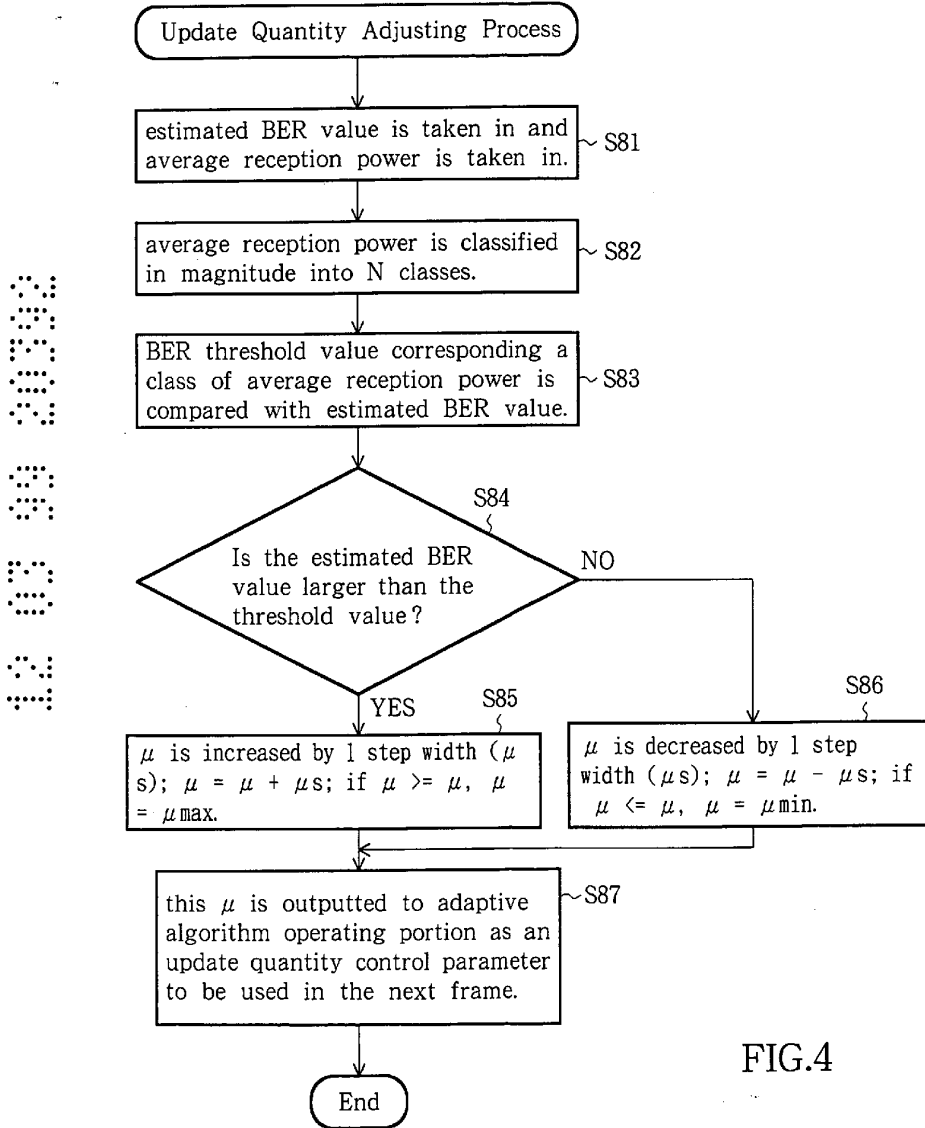 Update Quantity Adjusting Process
estimated BER value is taken in and
average reception power is taken in.
S81
average reception power is classified
in magnitude into N classes.
S82
BER threshold value corresponding a
class of average reception power is
compared with estimated BER value.
S83
S84
Is the estimated BER
value larger than the
threshold value?
NO
YES
S85
μ is increased by 1 step width (μ
s); μ = μ + μs; if μ >= μ, μ
= μmax.
S86
μ is decreased by 1 step
width (μs); μ = μ - μs; if
μ <= μ, μ = μmin.
this μ is outputted to adaptive
algorithm operating portion as an
update quantity control parameter
to be used in the next frame.
S87
End
FIG.4
12 03 99 20392